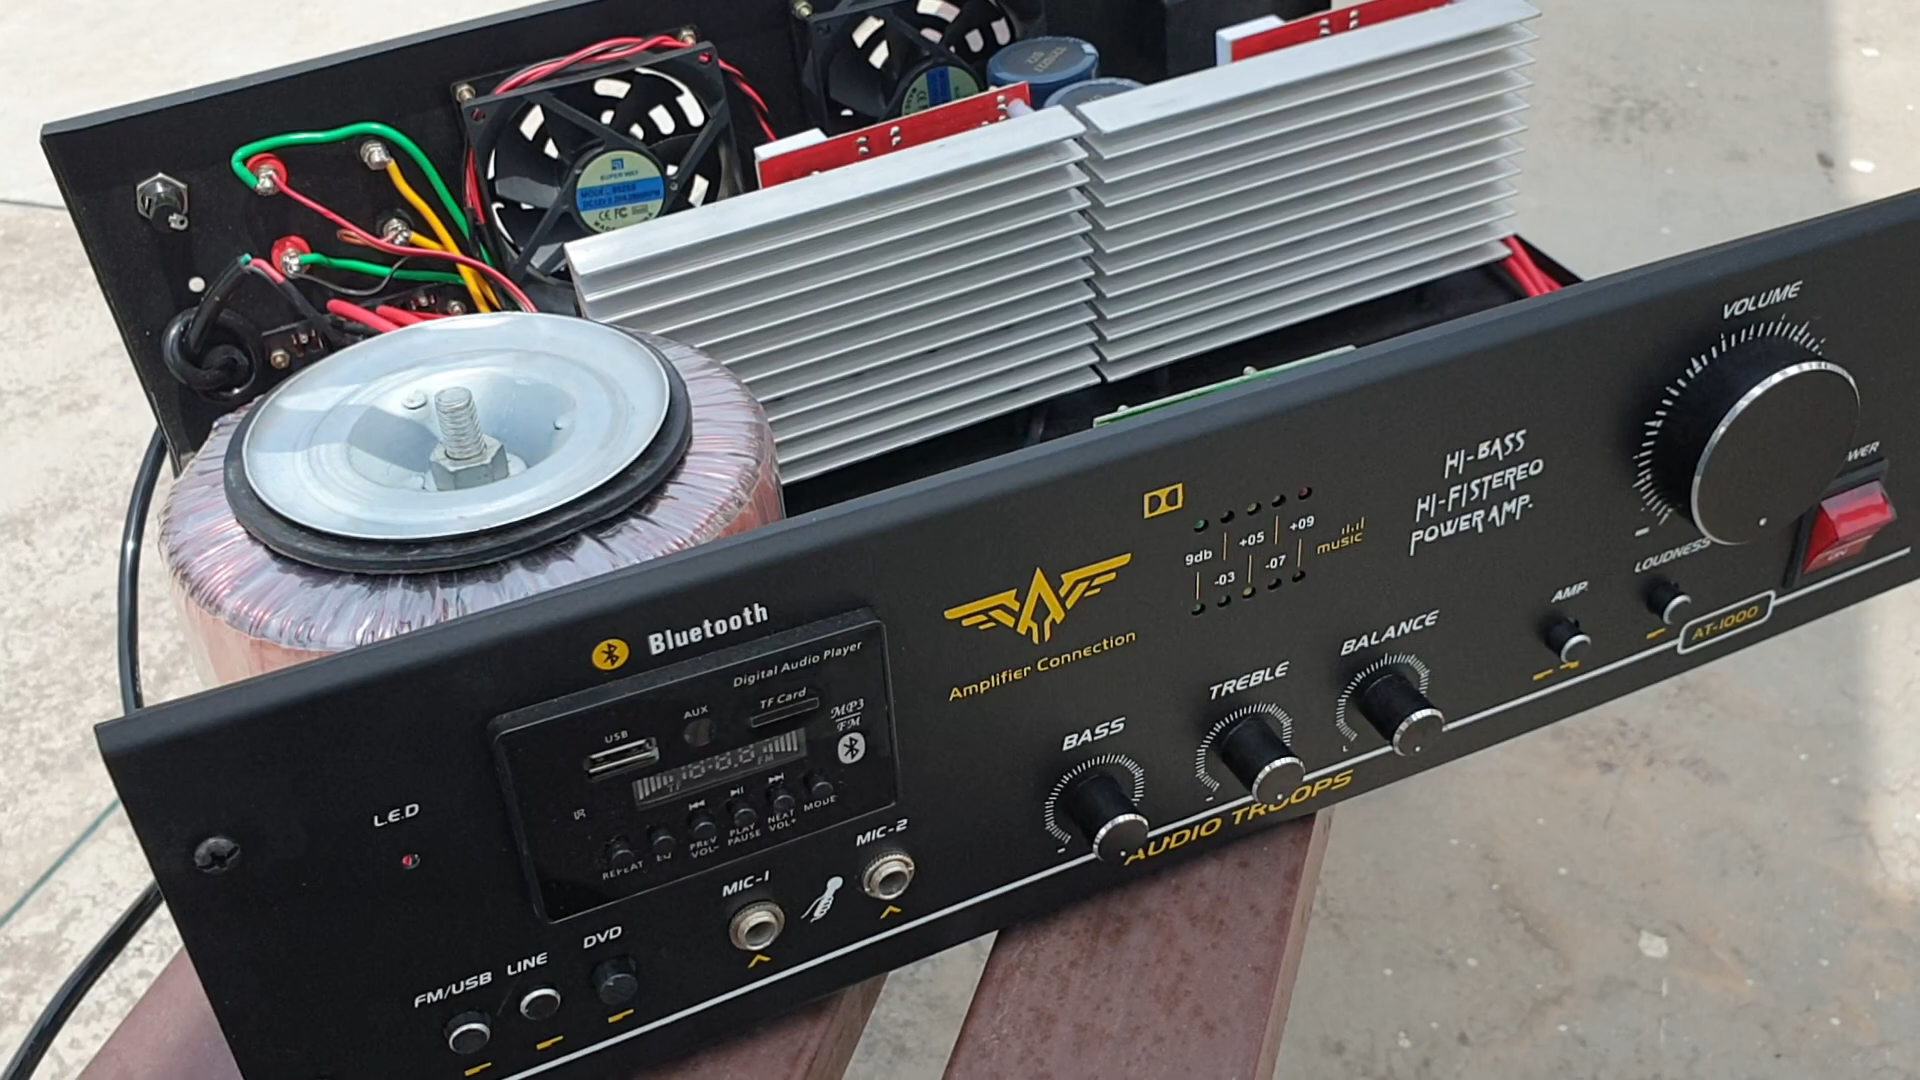 SUPER WAY
VOLUME
HI-BASS
HI-FI STEREO
POWER AMP.
9db
-03
+05
-07
+09
music
LOUDNESS
AMP.
AT-1000
Bluetooth
Amplifier Connection
BALANCE
TREBLE
BASS
AUDIO TROOPS
Digital Audio Player
USB
AUX
TF Card
MP3
FM
REPEAT
EQ
PREV
VOL-
PLAY
PAUSE
NEXT
VOL+
MODE
L.E.D
MIC-1
MIC-2
FM/USB
LINE
DVD